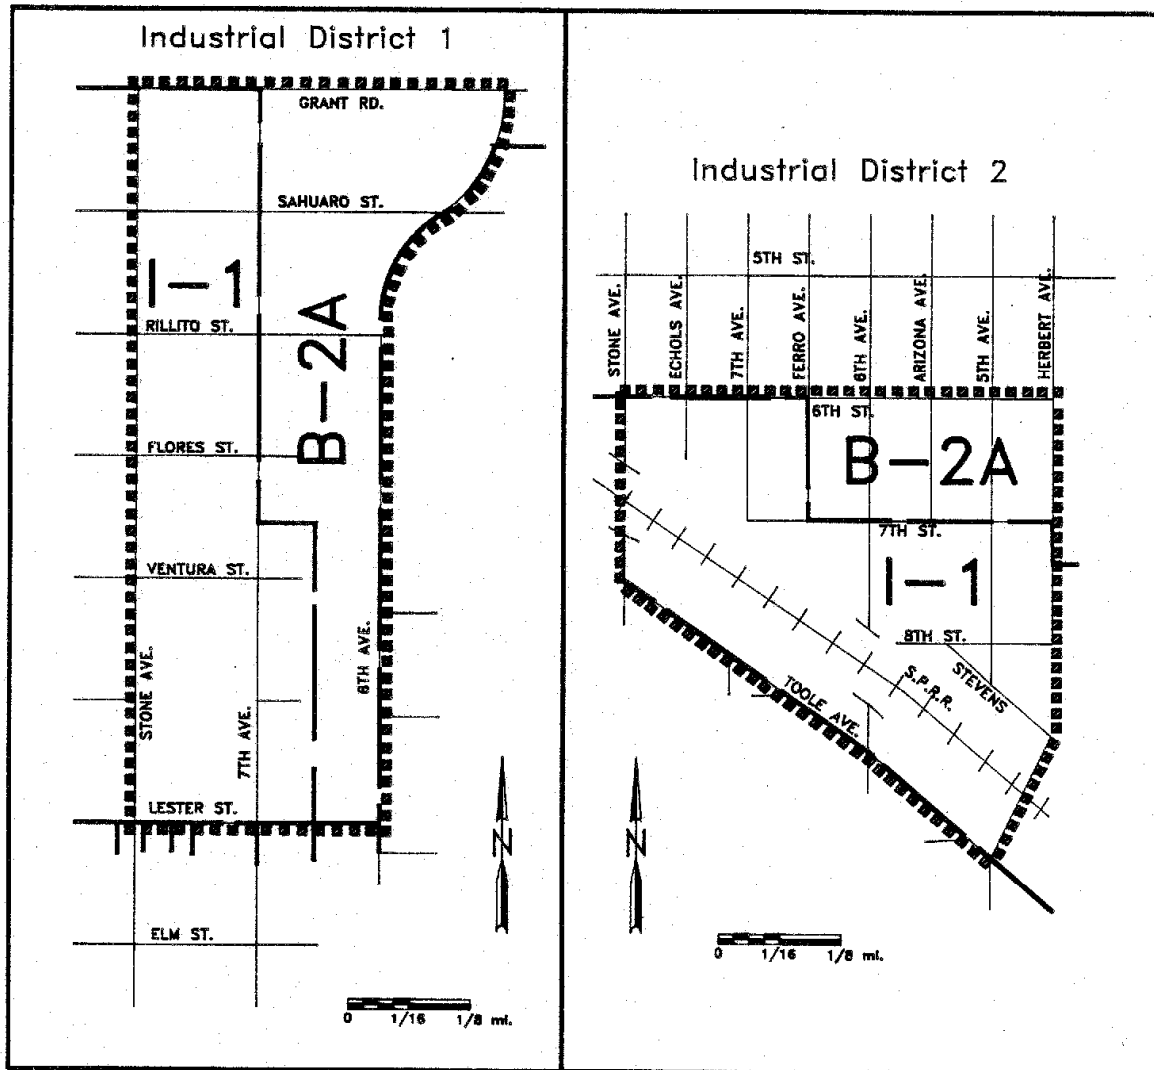 Industrial District 1
GRANT RD.
SAHUARO ST.
I-1
RILLITO ST.
B-2A
FLORES ST.
VENTURA ST.
STONE AVE.
7TH AVE.
6TH AVE.
LESTER ST.
N
ELM ST.
0 1/16 1/8 mi.
Industrial District 2
5TH ST.
STONE AVE.
ECHOLS AVE.
7TH AVE.
FERRO AVE.
6TH AVE.
ARIZONA AVE.
5TH AVE.
HERBERT AVE.
6TH ST.
B-2A
7TH ST.
I-1
8TH ST.
STEVENS
S.P.R.R.
TOOLE AVE.
N
0 1/16 1/8 mi.